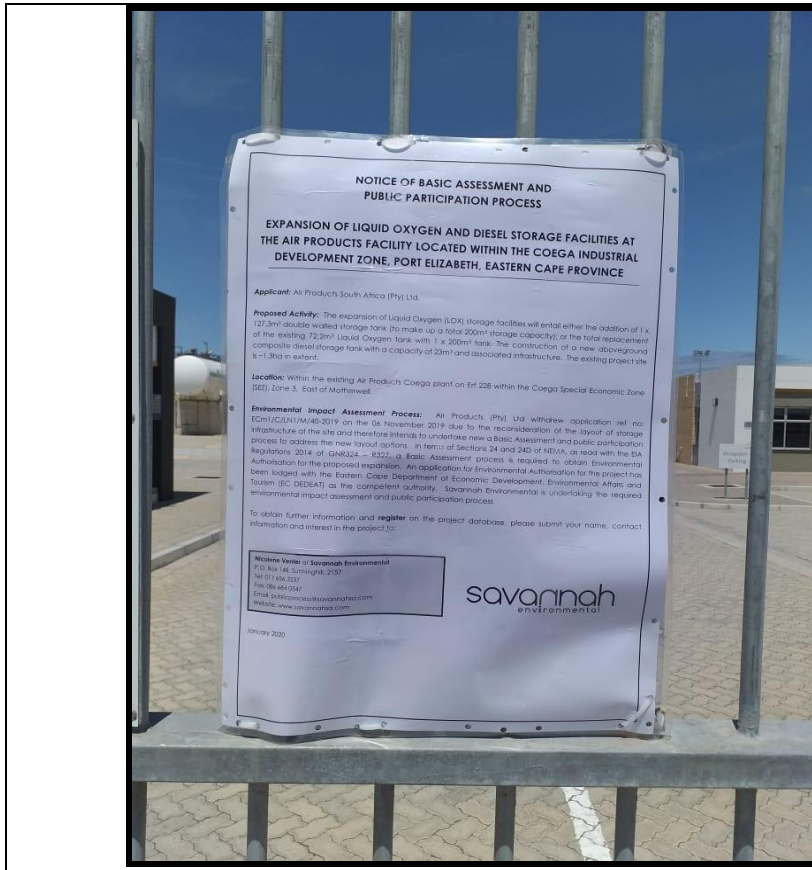 NOTICE OF BASIC ASSESSMENT AND
PUBLIC PARTICIPATION PROCESS
EXPANSION OF LIQUID OXYGEN AND DIESEL STORAGE FACILITIES AT
THE AIR PRODUCTS FACILITY LOCATED WITHIN THE COEGA INDUSTRIAL
DEVELOPMENT ZONE, PORT ELIZABETH, EASTERN CAPE PROVINCE
Applicant: Air Products South Africa (Pty) Ltd.
Proposed Activity: The expansion of Liquid Oxygen (LOX) storage facilities will entail either the addition of 1 x
127.3m³ double walled storage tank (to make up a total 200m³ storage capacity); or the total replacement
of the existing 72.2m³ Liquid Oxygen tank with 1 x 200m³ tank. The construction of a new aboveground
composite diesel storage tank with a capacity of 23m³ and associated infrastructure. The existing project site
is ~1.3ha in extent.
Location: Within the existing Air Products Coega plant on Erf 228 within the Coega Special Economic Zone
(SEZ), Zone 3, East of Motherwell.
Environmental Impact Assessment Process: Air Products (Pty) Ltd withdrew application ref no:
ECm1/C/LN1/M/40-2019 on the 06 November 2019 due to the reconsideration of the layout of storage
infrastructure at the site and therefore intends to undertake new a Basic Assessment and public participation
process to address the new layout options. In terms of Sections 24 and 24D of NEMA, as read with the EIA
Regulations 2014 of GNR324 – R327, a Basic Assessment process is required to obtain Environmental
Authorisation for the proposed expansion. An application for Environmental Authorisation for the project has
been lodged with the Eastern Cape Department of Economic Development, Environmental Affairs and
Tourism (EC DEDEAT) as the competent authority. Savannah Environmental is undertaking the required
environmental impact assessment and public participation process
To obtain further information and register on the project database, please submit your name, contact
information and interest in the project to:
Nicolene Venter at Savannah Environmental
P.O. Box 148, Sunninghill, 2157
Tel: 011 656 3237
Fax: 086 684 0547
Email: publicprocess@savannahsa.com
Website: www.savannahsa.com
savannah
environmental
January 2020
Reception
Parking